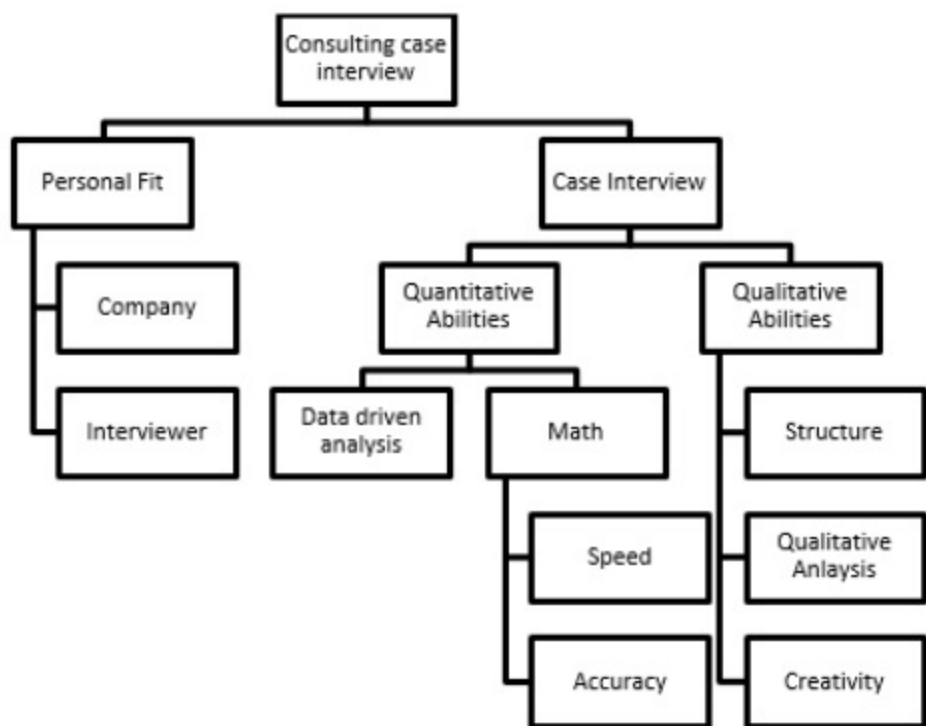 Consulting case
interview
Personal Fit
Case Interview
Company
Quantitative
Abilities
Qualitative
Abilities
Interviewer
Data driven
analysis
Math
Structure
Speed
Qualitative
Anlaysis
Accuracy
Creativity